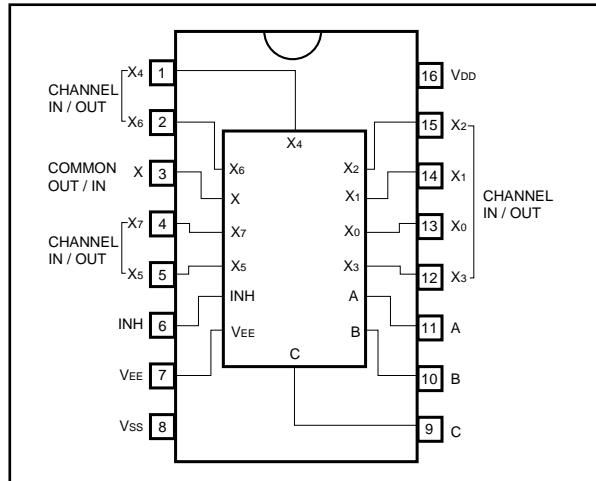 X4 1
CHANNEL
IN / OUT
X6 2
COMMON
OUT / IN
X 3
X7 4
CHANNEL
IN / OUT
X5 5
INH 6
VEE 7
VSS 8
X4
X6
X
X7
X5
INH
VEE
C
X2
X1
X0
X3
A
B
16 VDD
15 X2
14 X1
CHANNEL
IN / OUT
13 X0
12 X3
11 A
10 B
9 C